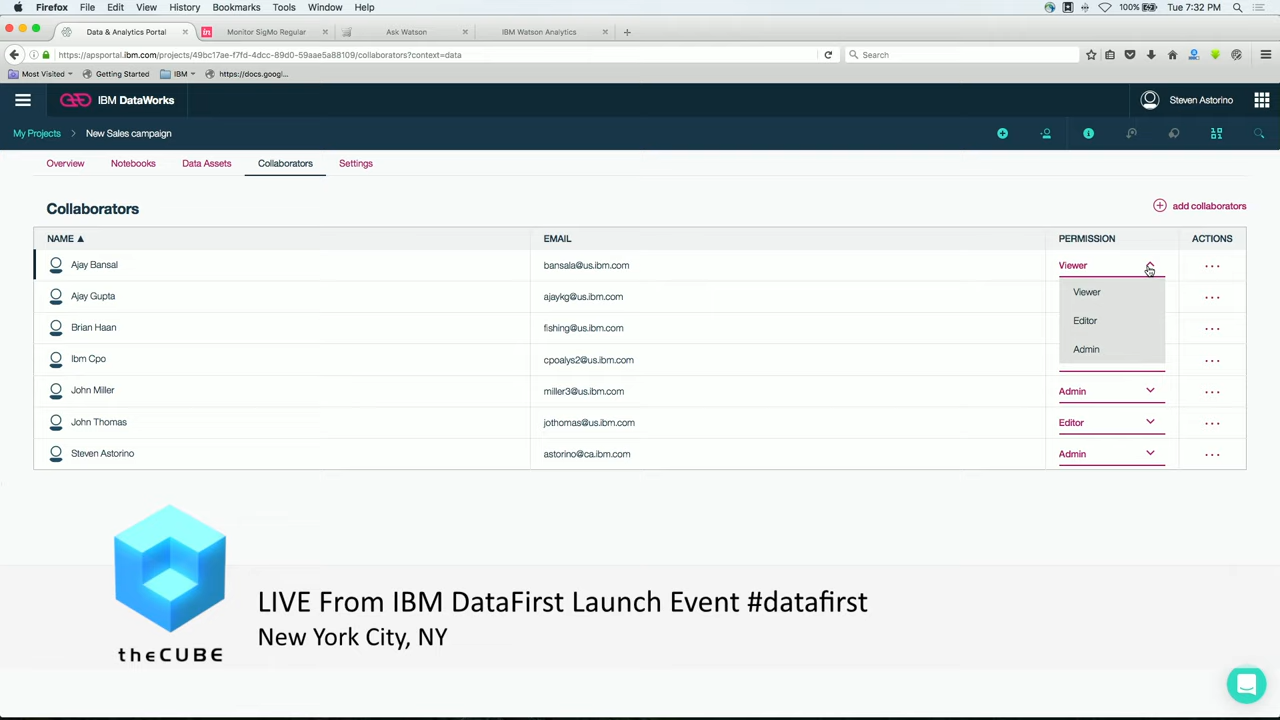 Firefox File Edit View History Bookmarks Tools Window Help 100% Tue 7:32 PM
Data & Analytics Portal Monitor SigMo Regular Ask Watson IBM Watson Analytics
https://apsportal.ibm.com/projects/49bc17ae-f7fd-4dcc-89d0-59aae5a88109/collaborators?context=data Search
Most Visited Getting Started IBM https://docs.googl...
IBM DataWorks Steven Astorino
My Projects > New Sales campaign
Overview Notebooks Data Assets Collaborators Settings
Collaborators add collaborators
NAME EMAIL PERMISSION ACTIONS
Ajay Bansal bansala@us.ibm.com Viewer
Ajay Gupta ajaykg@us.ibm.com Viewer
Brian Haan fishing@us.ibm.com Editor
Ibm Cpo cpoalys2@us.ibm.com Admin
John Miller miller3@us.ibm.com Admin
John Thomas jothomas@us.ibm.com Editor
Steven Astorino astorino@ca.ibm.com Admin
LIVE From IBM DataFirst Launch Event #datafirst
New York City, NY
theCUBE